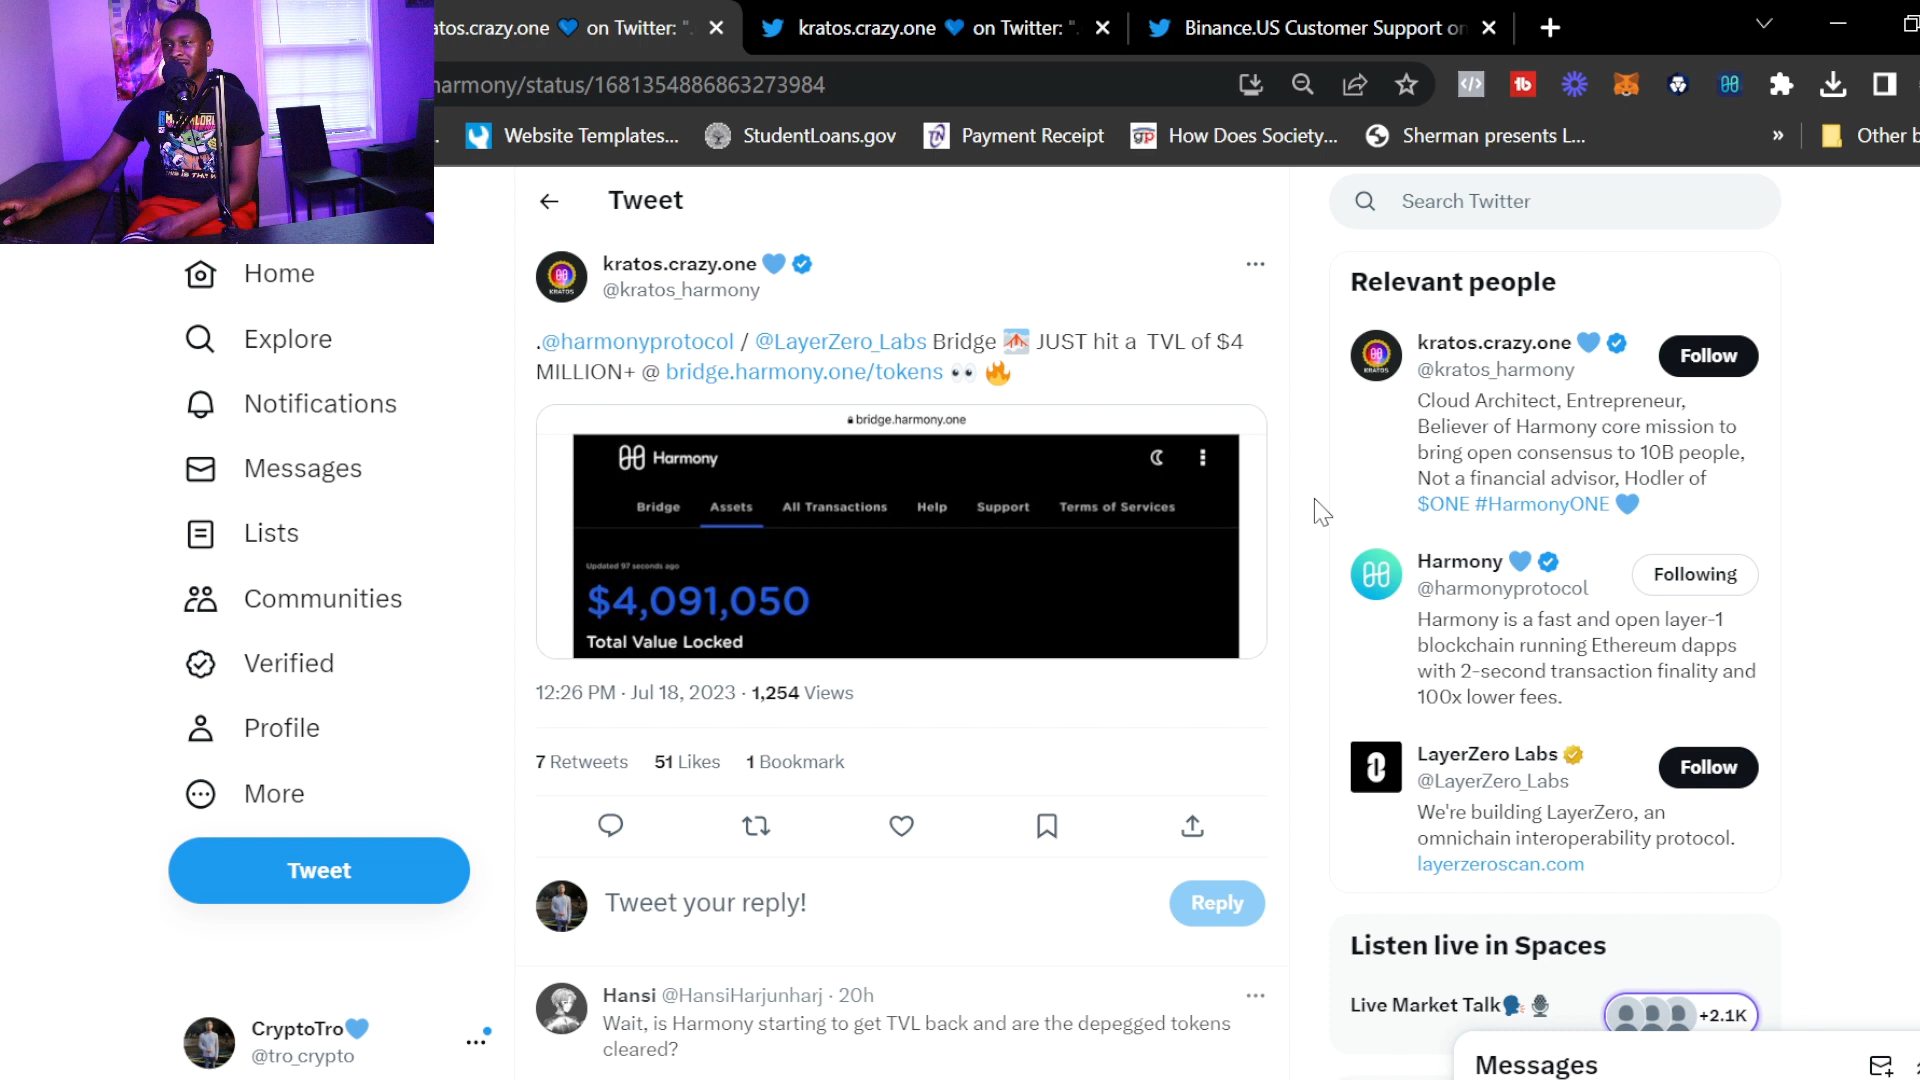 atos.crazy.one 💙 on Twitter: ".
kratos.crazy.one 💙 on Twitter: ".
Binance.US Customer Support on
armony/status/1681354886863273984
Website Templates...
StudentLoans.gov
Payment Receipt
How Does Society...
Sherman presents L...
»
Other b
Tweet
Search Twitter
Home
Explore
Notifications
Messages
Lists
Communities
Verified
Profile
More
Tweet
CryptoTro💙
@tro_crypto
kratos.crazy.one 💙
@kratos_harmony
.@harmonyprotocol / @LayerZero_Labs Bridge 🌉 JUST hit a TVL of $4
MILLION+ @ bridge.harmony.one/tokens 👀 🔥
bridge.harmony.one
Harmony
Bridge Assets All Transactions Help Support Terms of Services
Updated 97 seconds ago
$4,091,050
Total Value Locked
12:26 PM · Jul 18, 2023 · 1,254 Views
7 Retweets 51 Likes 1 Bookmark
Tweet your reply!
Reply
Hansi @HansiHarjunharj · 20h
Wait, is Harmony starting to get TVL back and are the depegged tokens
cleared?
Relevant people
kratos.crazy.one 💙
@kratos_harmony
Follow
Cloud Architect, Entrepreneur,
Believer of Harmony core mission to
bring open consensus to 10B people,
Not a financial advisor, Hodler of
$ONE #HarmonyONE 💙
Harmony 💙
@harmonyprotocol
Following
Harmony is a fast and open layer-1
blockchain running Ethereum dapps
with 2-second transaction finality and
100x lower fees.
LayerZero Labs
@LayerZero_Labs
Follow
We're building LayerZero, an
omnichain interoperability protocol.
layerzeroscan.com
Listen live in Spaces
Live Market Talk🗣🎙
+2.1K
Messages